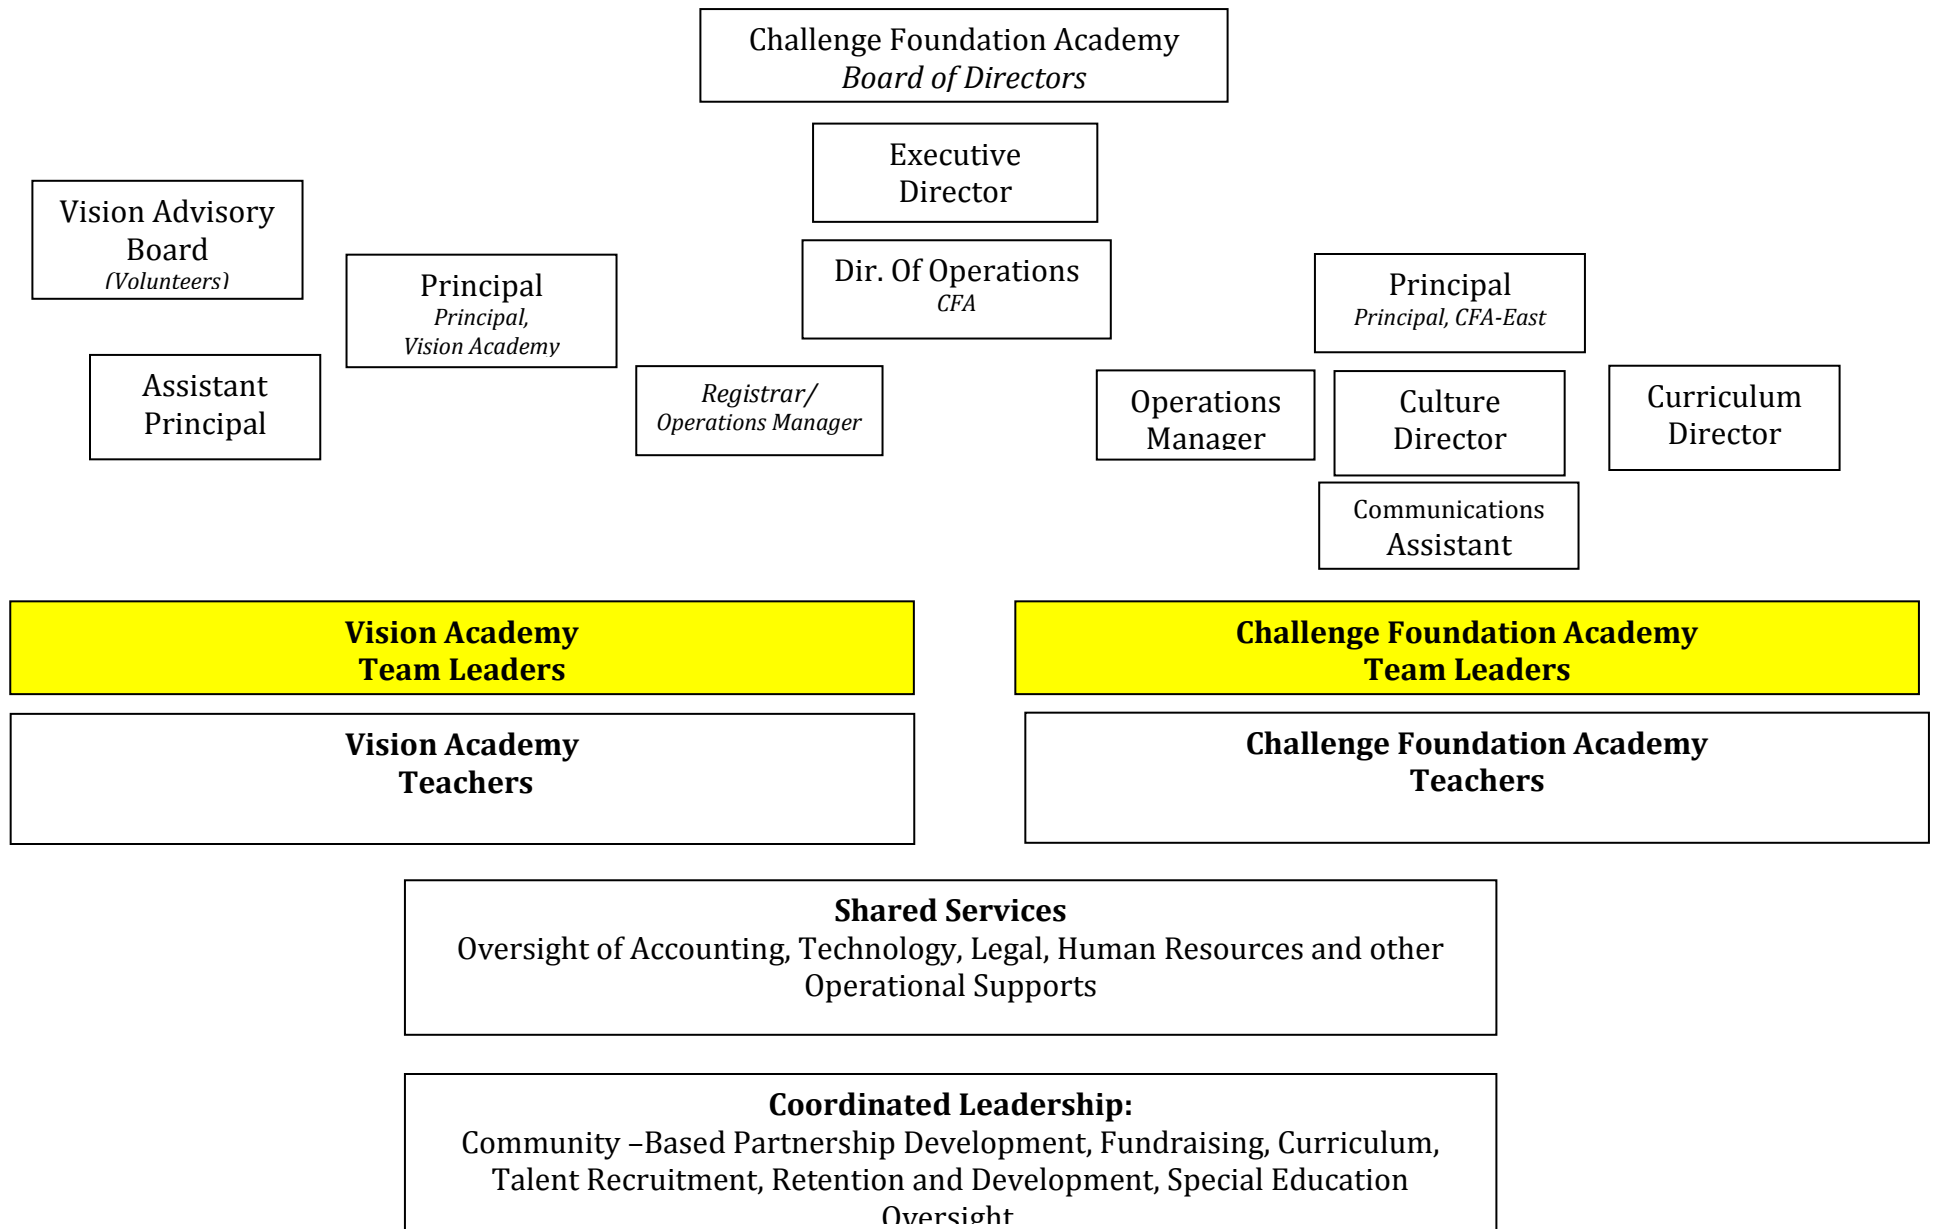 Challenge Foundation Academy
Board of Directors
Executive
Director
Vision Advisory
Board
(Volunteers)
Principal
Principal,
Vision Academy
Dir. Of Operations
CFA
Principal
Principal, CFA-East
Assistant
Principal
Registrar/
Operations Manager
Operations
Manager
Culture
Director
Curriculum
Director
Communications
Assistant
Vision Academy
Team Leaders
Challenge Foundation Academy
Team Leaders
Vision Academy
Teachers
Challenge Foundation Academy
Teachers
Shared Services
Oversight of Accounting, Technology, Legal, Human Resources and other
Operational Supports
Coordinated Leadership:
Community –Based Partnership Development, Fundraising, Curriculum,
Talent Recruitment, Retention and Development, Special Education
Oversight